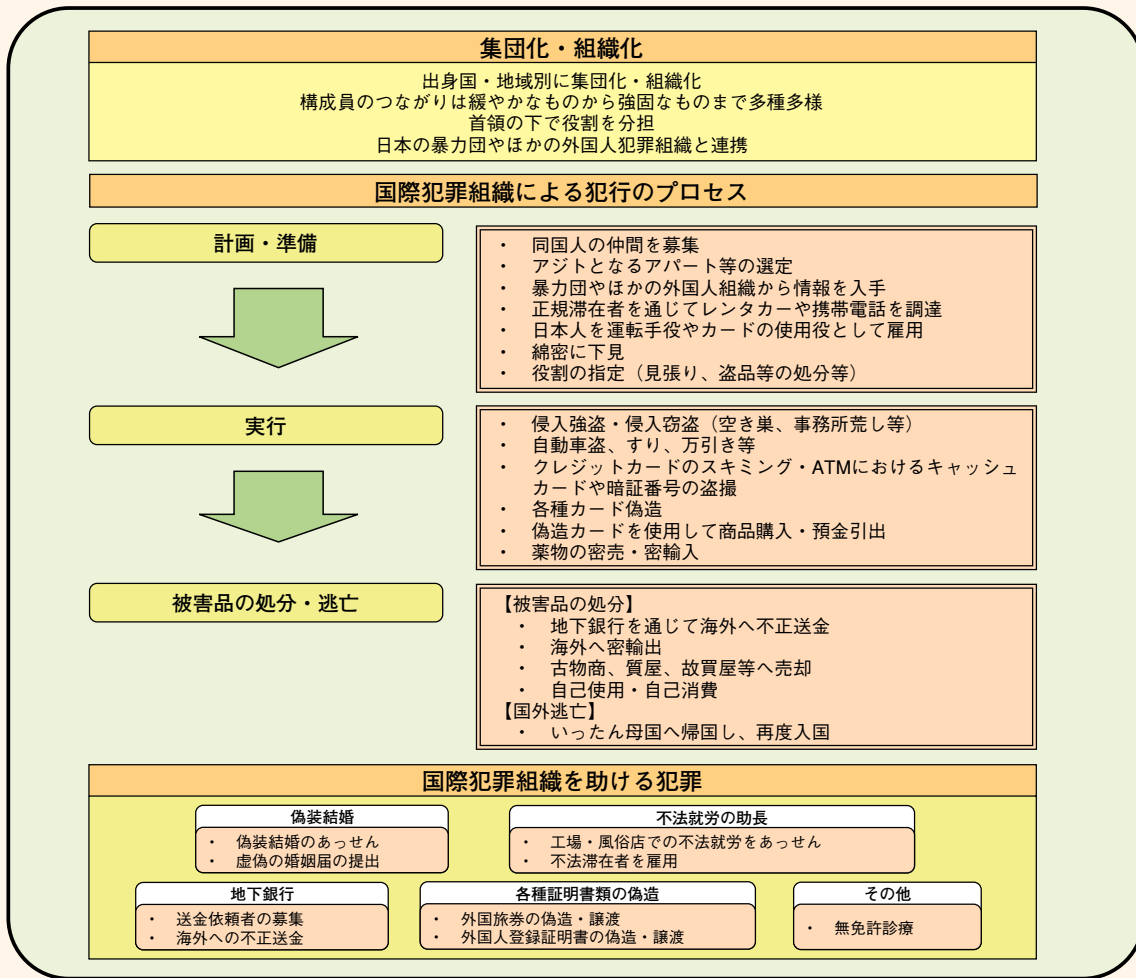 集団化・組織化
出身国・地域別に集団化・組織化
構成員のつながりは緩やかなものから強固なものまで多種多様
首領の下で役割を分担
日本の暴力団やほかの外国人犯罪組織と連携
国際犯罪組織による犯行のプロセス
計画・準備
・ 同国人の仲間を募集
・ アジトとなるアパート等の選定
・ 暴力団やほかの外国人組織から情報を入手
・ 正規滞在者を通じてレンタカーや携帯電話を調達
・ 日本人を運転手役やカードの使用役として雇用
・ 綿密に下見
・ 役割の指定（見張り、盗品等の処分等）
実行
・ 侵入強盗・侵入窃盗（空き巣、事務所荒し等）
・ 自動車盗、すり、万引き等
・ クレジットカードのスキミング・ATMにおけるキャッシュ
カードや暗証番号の盗撮
・ 各種カード偽造
・ 偽造カードを使用して商品購入・預金引出
・ 薬物の密売・密輸入
被害品の処分・逃亡
【被害品の処分】
・ 地下銀行を通じて海外へ不正送金
・ 海外へ密輸出
・ 古物商、質屋、故買屋等へ売却
・ 自己使用・自己消費
【国外逃亡】
・ いったん母国へ帰国し、再度入国
国際犯罪組織を助ける犯罪
偽装結婚
・ 偽装結婚のあっせん
・ 虚偽の婚姻届の提出
不法就労の助長
・ 工場・風俗店での不法就労をあっせん
・ 不法滞在者を雇用
地下銀行
・ 送金依頼者の募集
・ 海外への不正送金
各種証明書類の偽造
・ 外国旅券の偽造・譲渡
・ 外国人登録証明書の偽造・譲渡
その他
・ 無免許診療